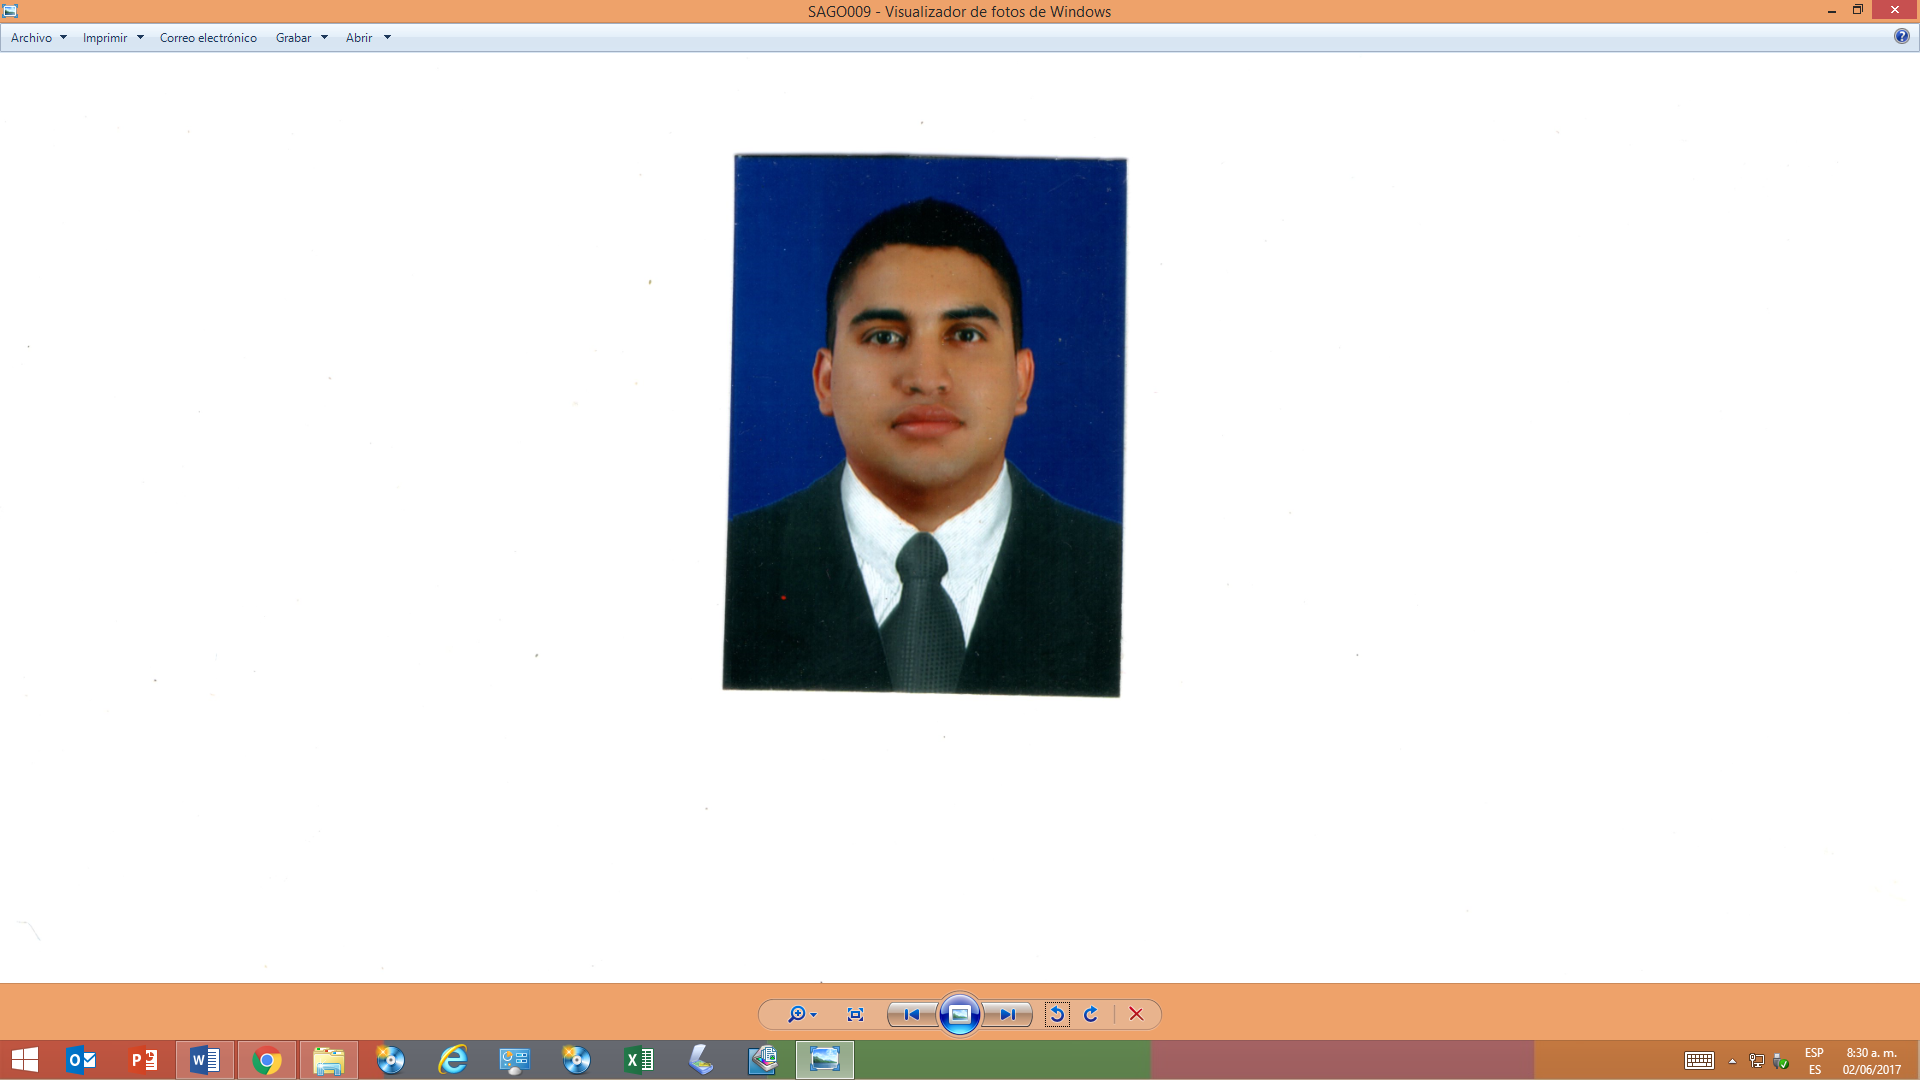 SAGO009 - Visualizador de fotos de Windows
Archivo Imprimir Correo electrónico Grabar Abrir
ESP 8:30 a. m.
ES 02/06/2017